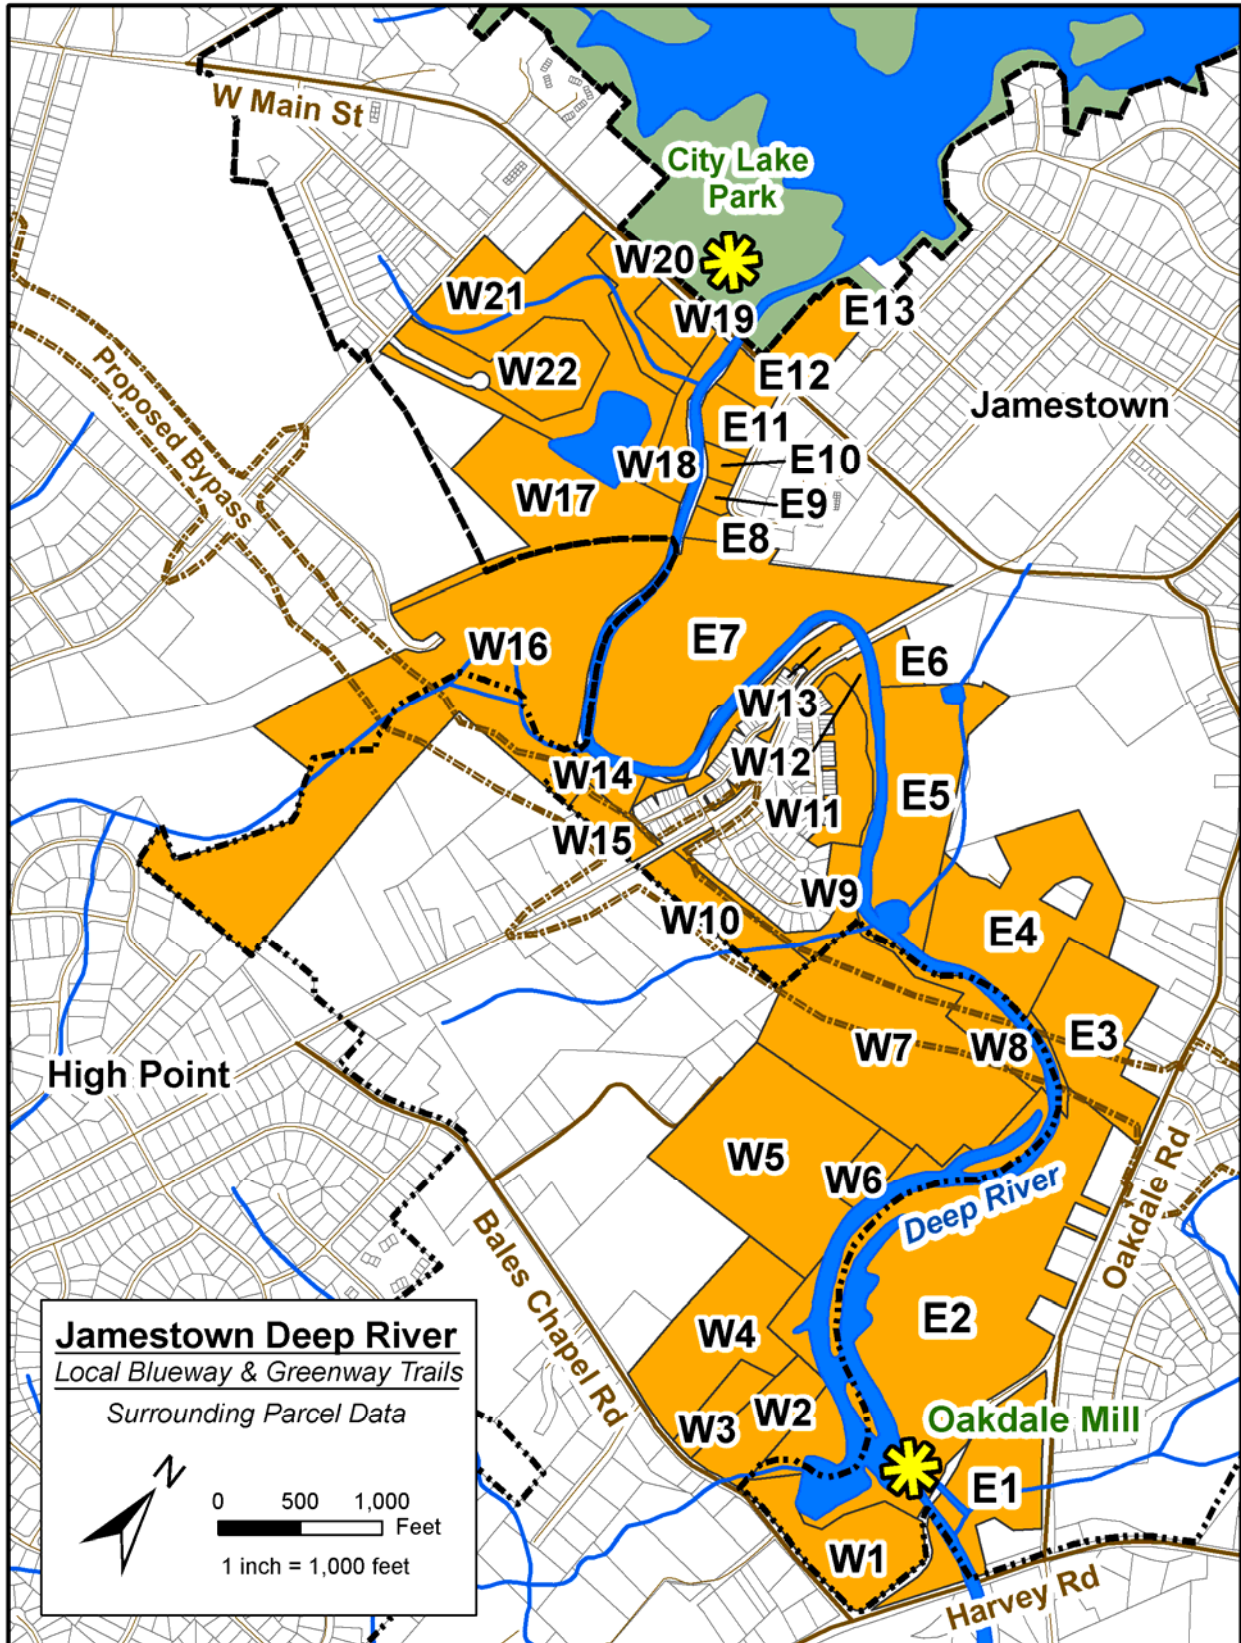 W Main St
City Lake
Park
W20
W21
W19
E13
W22
E12
Proposed Bypass
Jamestown
E11
W18
E10
W17
E9
E8
W16
E7
E6
W13
W12
W14
E5
W11
W15
W9
W10
E4
W7
W8
E3
High Point
W5
W6
Deep River
Oakdale Rd
Bales Chapel Rd
W4
E2
W3
W2
Oakdale Mill
E1
W1
Harvey Rd
Jamestown Deep River
Local Blueway & Greenway Trails
Surrounding Parcel Data
N
0 500 1,000
Feet
1 inch = 1,000 feet